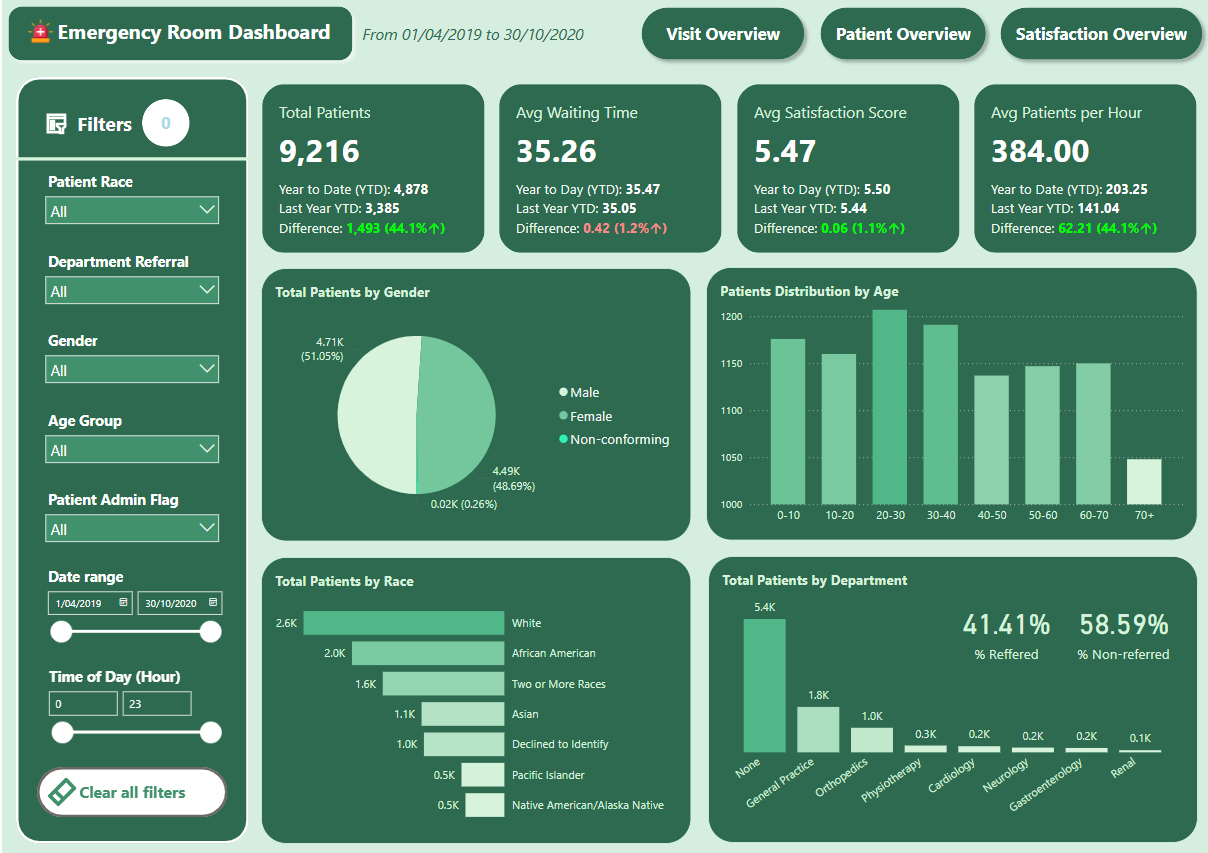 Emergency Room Dashboard
From 01/04/2019 to 30/10/2020
Visit Overview
Patient Overview
Satisfaction Overview
Filters
0
Patient Race
All
Department Referral
All
Gender
All
Age Group
All
Patient Admin Flag
All
Date range
1/04/2019
30/10/2020
Time of Day (Hour)
0
23
Clear all filters
Total Patients
9,216
Year to Date (YTD): 4,878
Last Year YTD: 3,385
Difference: 1,493 (44.1%↑)
Avg Waiting Time
35.26
Year to Day (YTD): 35.47
Last Year YTD: 35.05
Difference: 0.42 (1.2%↑)
Avg Satisfaction Score
5.47
Year to Day (YTD): 5.50
Last Year YTD: 5.44
Difference: 0.06 (1.1%↑)
Avg Patients per Hour
384.00
Year to Date (YTD): 203.25
Last Year YTD: 141.04
Difference: 62.21 (44.1%↑)
Total Patients by Gender
4.71K
(51.05%)
4.49K
(48.69%)
0.02K (0.26%)
Male
Female
Non-conforming
Patients Distribution by Age
1200
1150
1100
1050
1000
0-10
10-20
20-30
30-40
40-50
50-60
60-70
70+
Total Patients by Race
2.6K White
2.0K African American
1.6K Two or More Races
1.1K Asian
1.0K Declined to Identify
0.5K Pacific Islander
0.5K Native American/Alaska Native
Total Patients by Department
41.41%
% Reffered
58.59%
% Non-referred
5.4K
1.8K
1.0K
0.3K
0.2K
0.2K
0.2K
0.1K
None
General Practice
Orthopedics
Physiotherapy
Cardiology
Neurology
Gastroenterology
Renal